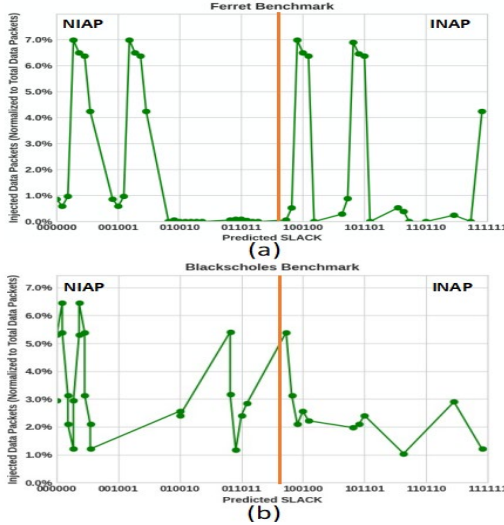 Ferret Benchmark
NIAP
INAP
Injected Data Packets (Normalized to Total Data Packets)
7.0%
6.0%
5.0%
4.0%
3.0%
2.0%
1.0%
0.0%
000000
001001
010010
011011
100100
101101
110110
111111
Predicted SLACK
(a)
Blackscholes Benchmark
NIAP
INAP
Injected Data Packets (Normalized to Total Data Packets)
7.0%
6.0%
5.0%
4.0%
3.0%
2.0%
1.0%
0.0%
000000
001001
010010
011011
100100
101101
110110
111111
Predicted SLACK
(b)